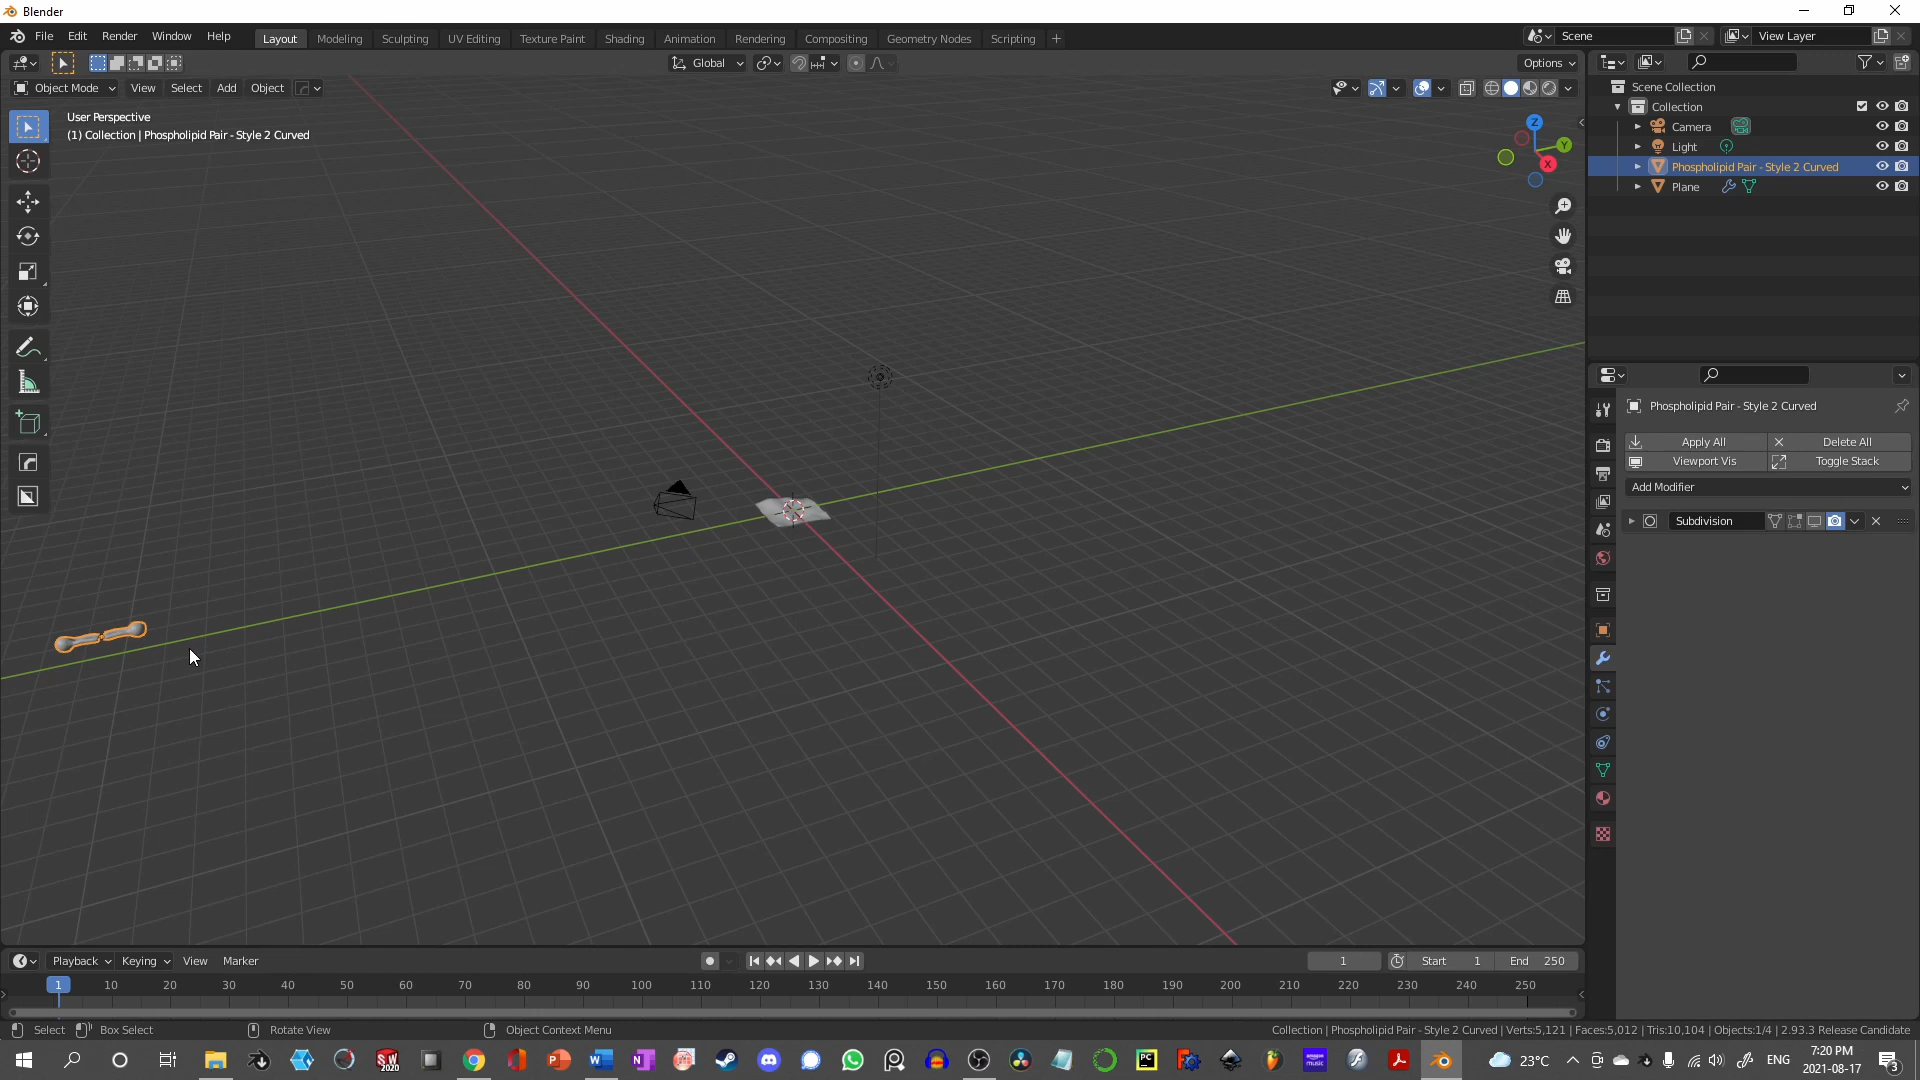 Blender
File Edit Render Window Help
Layout Modeling Sculpting UV Editing Texture Paint Shading Animation Rendering Compositing Geometry Nodes Scripting +
Scene
View Layer
Global
Options
Object Mode View Select Add Object
User Perspective
(1) Collection | Phospholipid Pair - Style 2 Curved
Z
Y
X
Scene Collection
Collection
Camera
Light
Phospholipid Pair - Style 2 Curved
Plane
Phospholipid Pair - Style 2 Curved
Apply All Delete All
Viewport Vis Toggle Stack
Add Modifier
Subdivision
Playback Keying View Marker
1 Start 1 End 250
1 10 20 30 40 50 60 70 80 90 100 110 120 130 140 150 160 170 180 190 200 210 220 230 240 250
Select Box Select Rotate View Object Context Menu
Collection | Phospholipid Pair - Style 2 Curved | Verts:5,121 | Faces:5,012 | Tris:10,104 | Objects:1/4 | 2.93.3 Release Candidate
23°C ENG
7:20 PM
2021-08-17
3